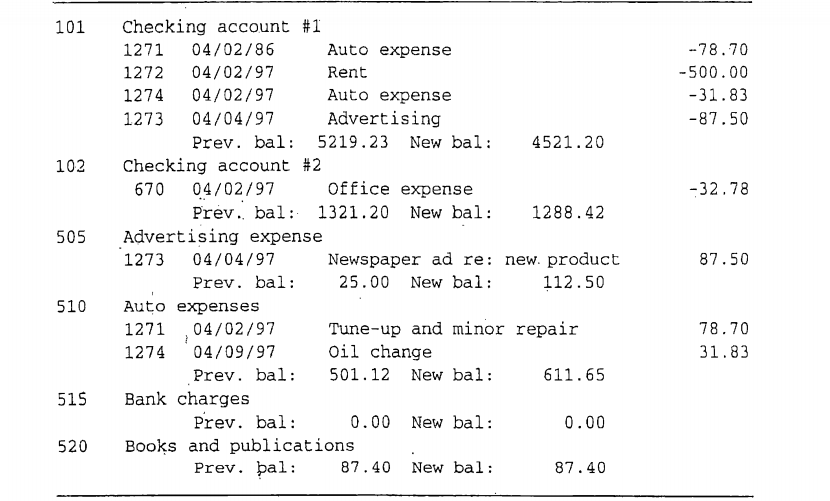 101 Checking account #1
1271 04/02/86 Auto expense -78.70
1272 04/02/97 Rent -500.00
1274 04/02/97 Auto expense -31.83
1273 04/04/97 Advertising -87.50
Prev. bal: 5219.23 New bal: 4521.20
102 Checking account #2
670 04/02/97 Office expense -32.78
Prev. bal: 1321.20 New bal: 1288.42
505 Advertising expense
1273 04/04/97 Newspaper ad re: new product 87.50
Prev. bal: 25.00 New bal: 112.50
510 Auto expenses
1271 04/02/97 Tune-up and minor repair 78.70
1274 04/09/97 Oil change 31.83
Prev. bal: 501.12 New bal: 611.65
515 Bank charges
Prev. bal: 0.00 New bal: 0.00
520 Books and publications
Prev. bal: 87.40 New bal: 87.40